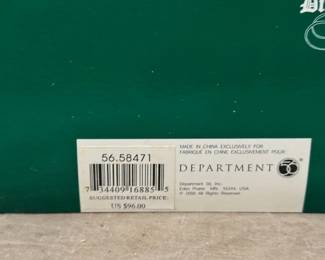 56.58471
7 34409 16885 5
SUGGESTED RETAIL PRICE:
US $96.00
MADE IN CHINA EXCLUSIVELY FOR
FABRIQUÉ EN CHINE EXCLUSIVEMENT POUR
DEPARTMENT 56
Department 56, Inc.
Eden Prairie MN, 55344, USA
All Rights Reserved